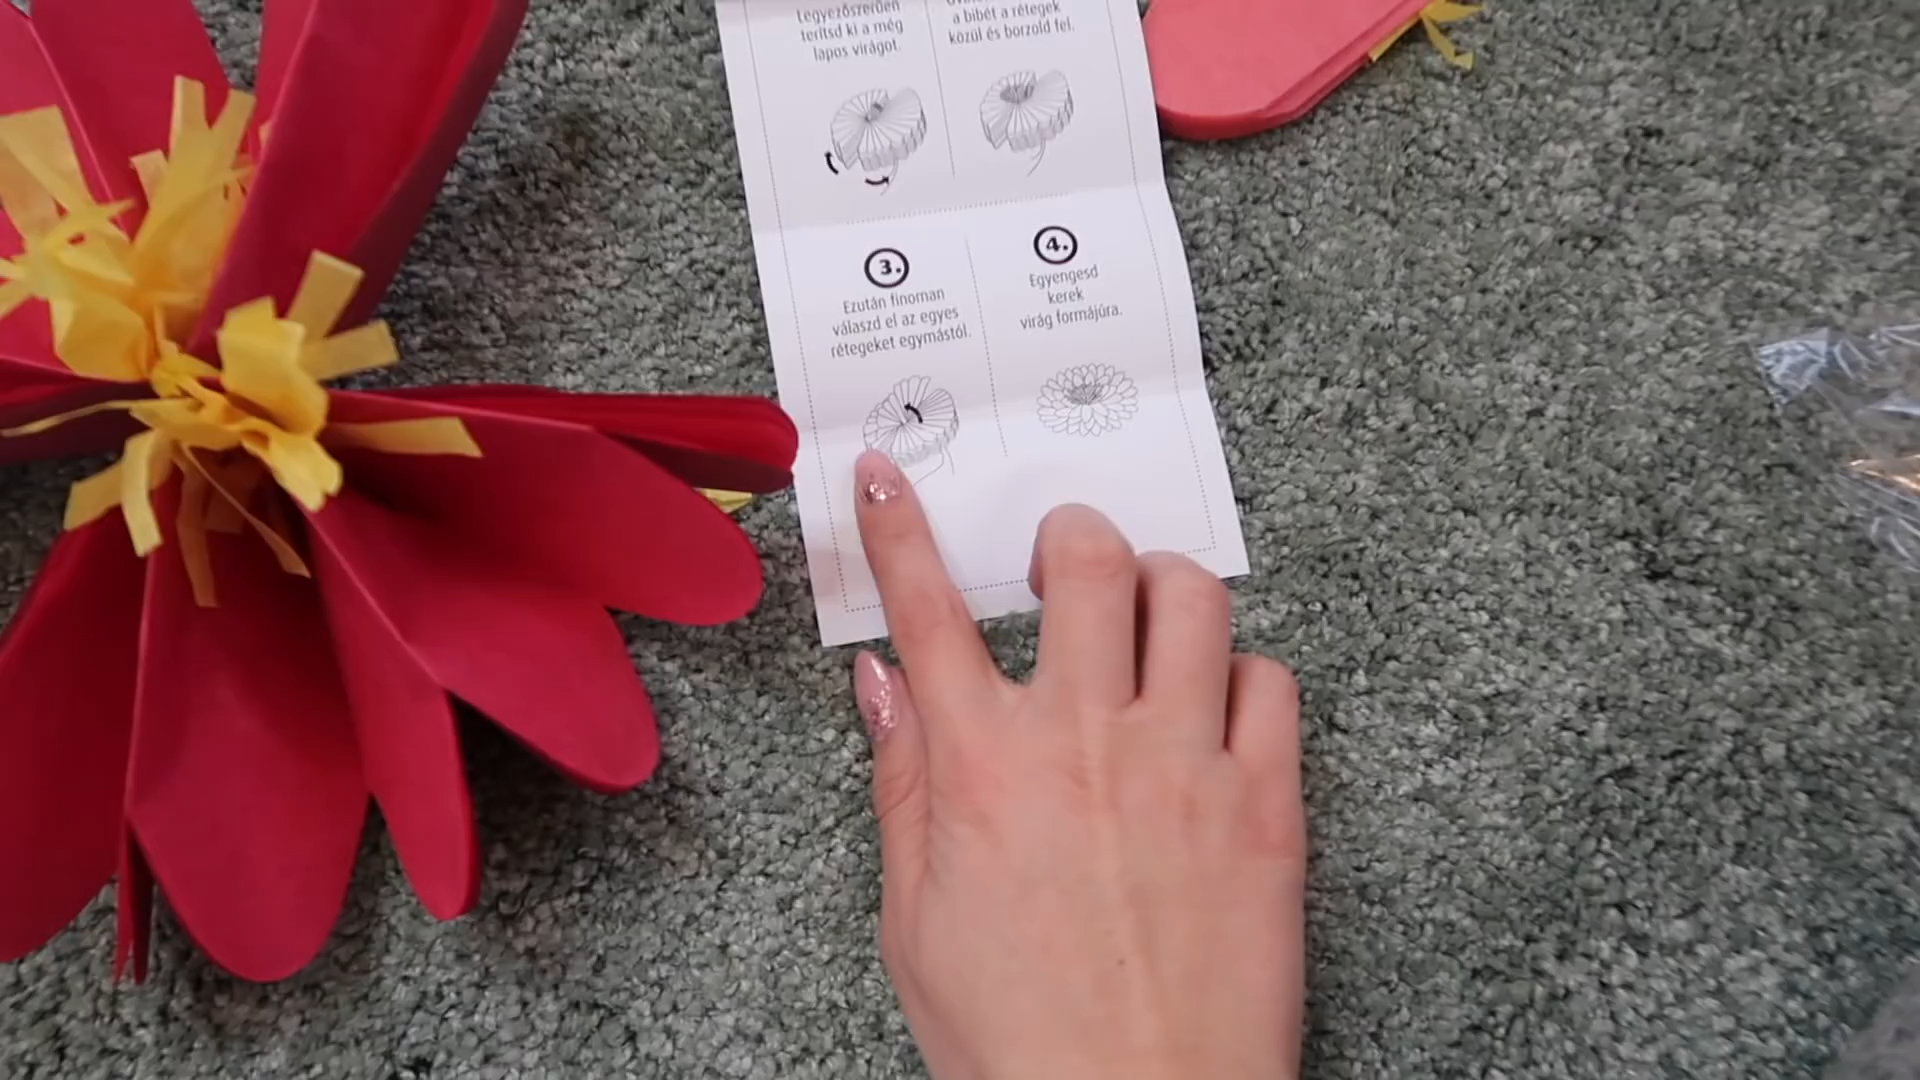 Legyezőszerűen
terítsd ki a még
lapos virágot.
a bibét a rétegek
közül és borzold fel.
3.
Ezután finoman
válaszd el az egyes
rétegeket egymástól.
4.
Egyengesd
kerek
virág formájúra.